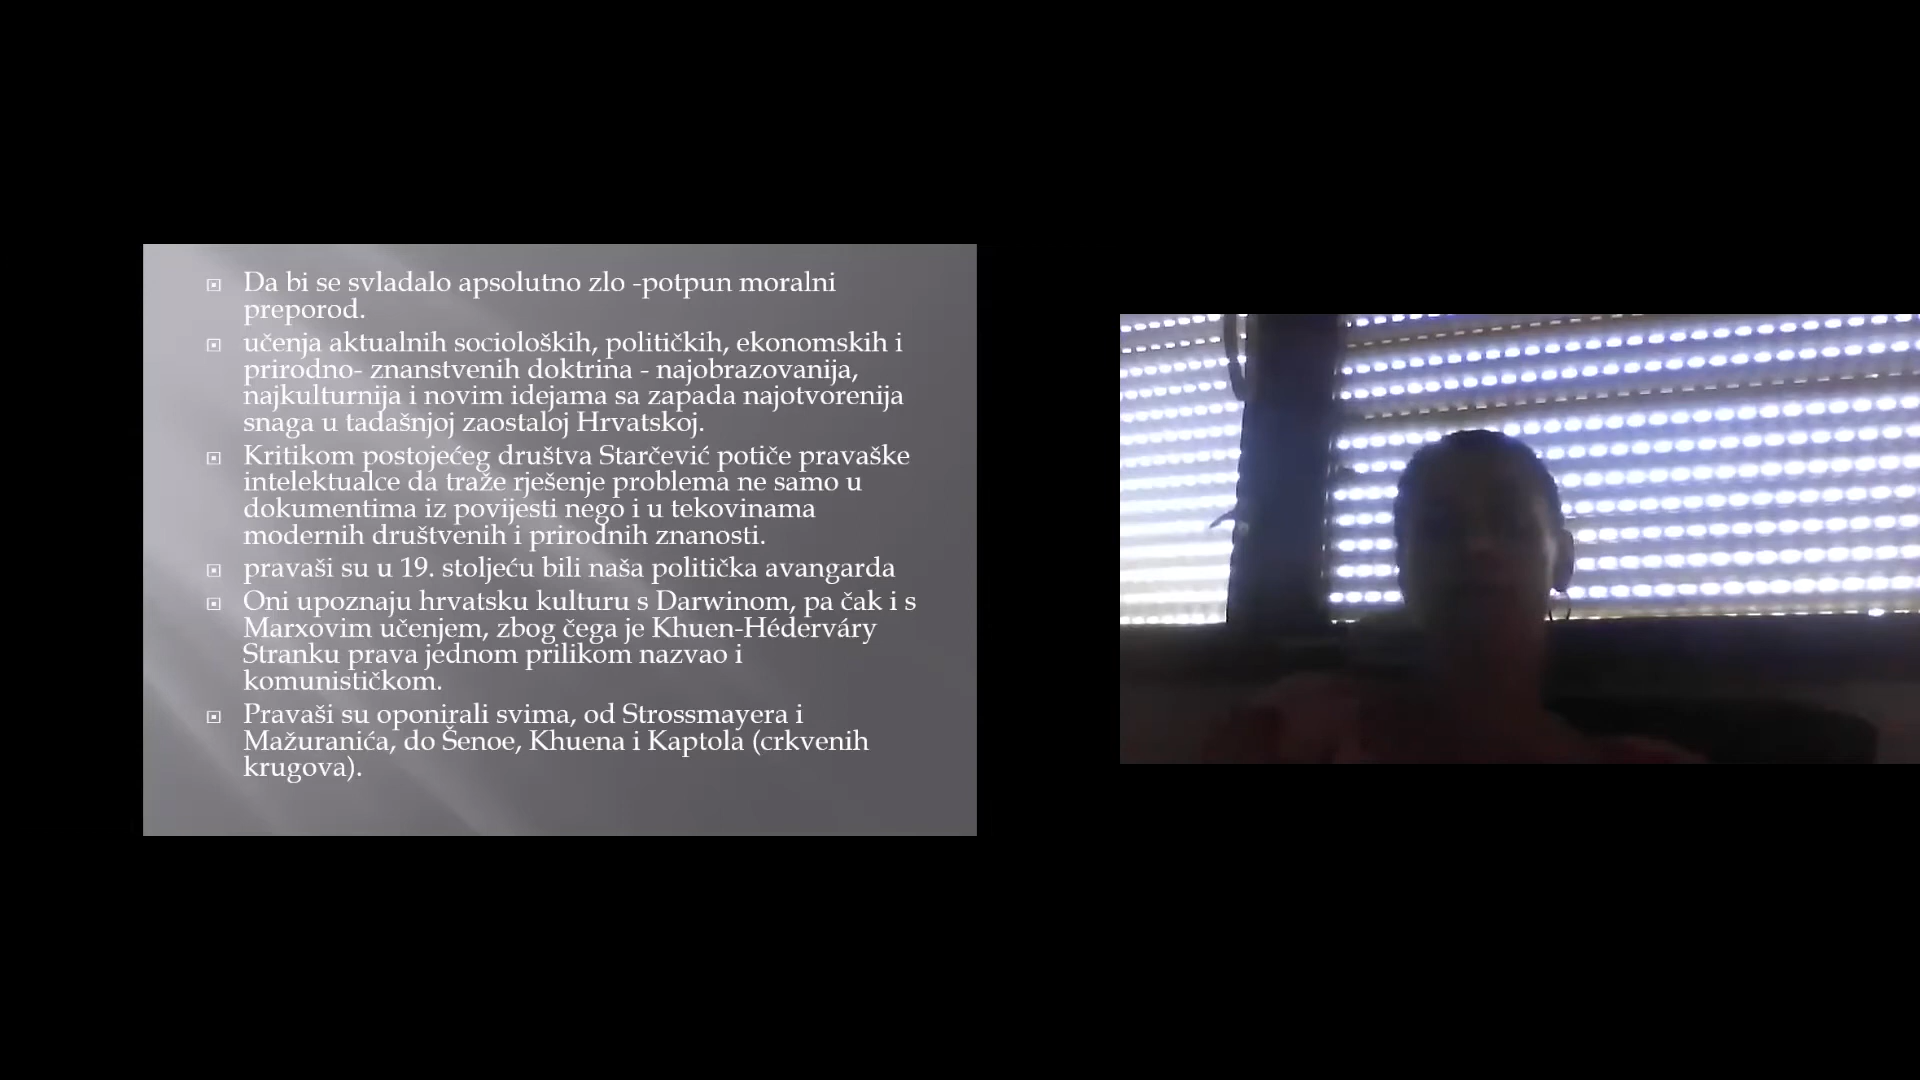 Da bi se svladalo apsolutno zlo -potpun moralni
preporod.
učenja aktualnih socioloških, političkih, ekonomskih i
prirodno- znanstvenih doktrina - najobrazovanija,
najkulturnija i novim idejama sa zapada najotvorenija
snaga u tadašnjoj zaostaloj Hrvatskoj.
Kritikom postojećeg društva Starčević potiče pravaške
intelektualce da traže rješenje problema ne samo u
dokumentima iz povijesti nego i u tekovinama
modernih društvenih i prirodnih znanosti.
pravaši su u 19. stoljeću bili naša politička avangarda
Oni upoznaju hrvatsku kulturu s Darwinom, pa čak i s
Marxovim učenjem, zbog čega je Khuen-Héderváry
Stranku prava jednom prilikom nazvao i
komunističkom.
Pravaši su oponirali svima, od Strossmayera i
Mažuranića, do Šenoe, Khuena i Kaptola (crkvenih
krugova).